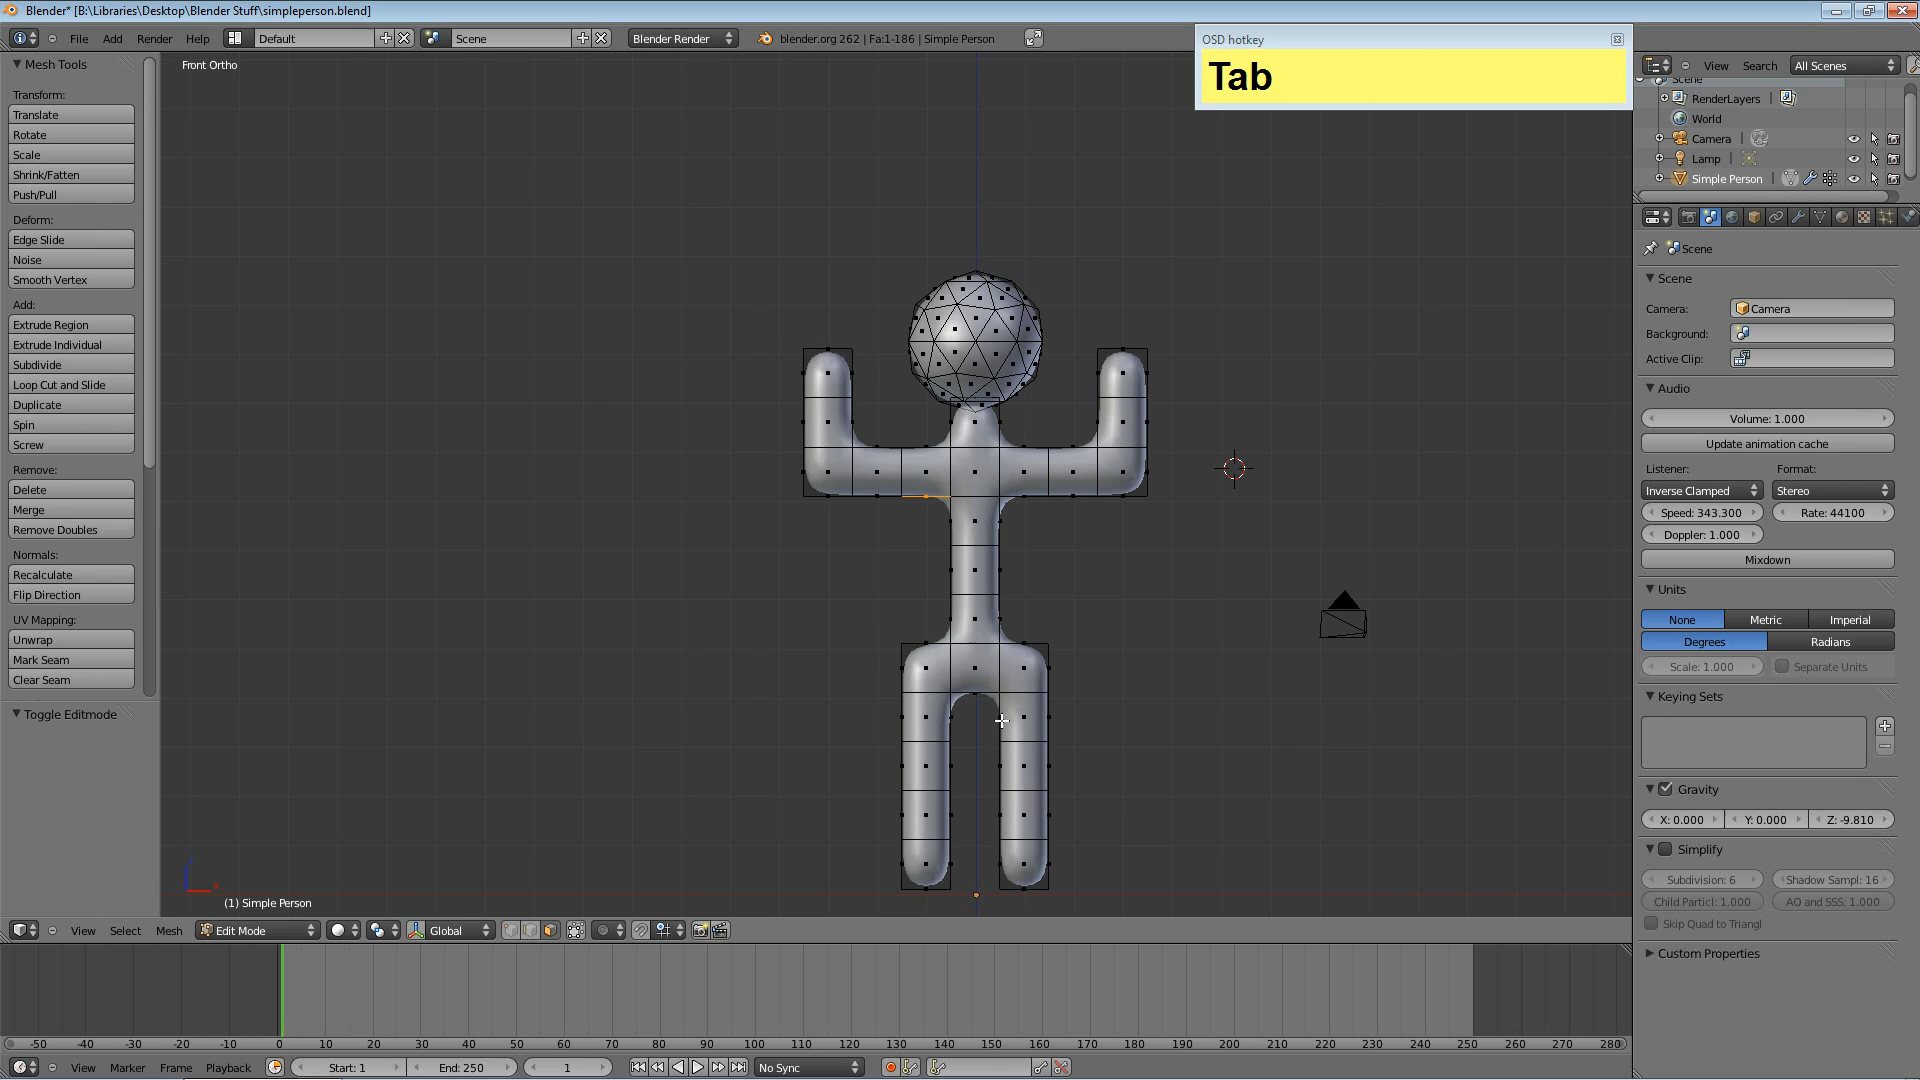 Blender* [B:\Libraries\Desktop\Blender Stuff\simpleperson.blend]
File Add Render Help Default Scene Blender Render blender.org 262 | Fa:1-186 | Simple Person
OSD hotkey
Tab
Mesh Tools
Transform:
Translate
Rotate
Scale
Shrink/Fatten
Push/Pull
Deform:
Edge Slide
Noise
Smooth Vertex
Add:
Extrude Region
Extrude Individual
Subdivide
Loop Cut and Slide
Duplicate
Spin
Screw
Remove:
Delete
Merge
Remove Doubles
Normals:
Recalculate
Flip Direction
UV Mapping:
Unwrap
Mark Seam
Clear Seam
Toggle Editmode
Front Ortho
(1) Simple Person
View Select Mesh Edit Mode Global
-50 -40 -30 -20 -10 0 10 20 30 40 50 60 70 80 90 100 110 120 130 140 150 160 170 180 190 200 210 220 230 240 250 260 270 280
View Marker Frame Playback Start: 1 End: 250 1 No Sync
View Search All Scenes
Scene
RenderLayers |
World
Camera |
Lamp |
Simple Person |
Scene
Scene
Camera: Camera
Background:
Active Clip:
Audio
Volume: 1.000
Update animation cache
Listener: Format:
Inverse Clamped Stereo
Speed: 343.300 Rate: 44100
Doppler: 1.000
Mixdown
Units
None Metric Imperial
Degrees Radians
Scale: 1.000 Separate Units
Keying Sets
Gravity
X: 0.000 Y: 0.000 Z: -9.810
Simplify
Subdivision: 6 Shadow Sampl: 16
Child Particl: 1.000 AO and SSS: 1.000
Skip Quad to Triangl
Custom Properties